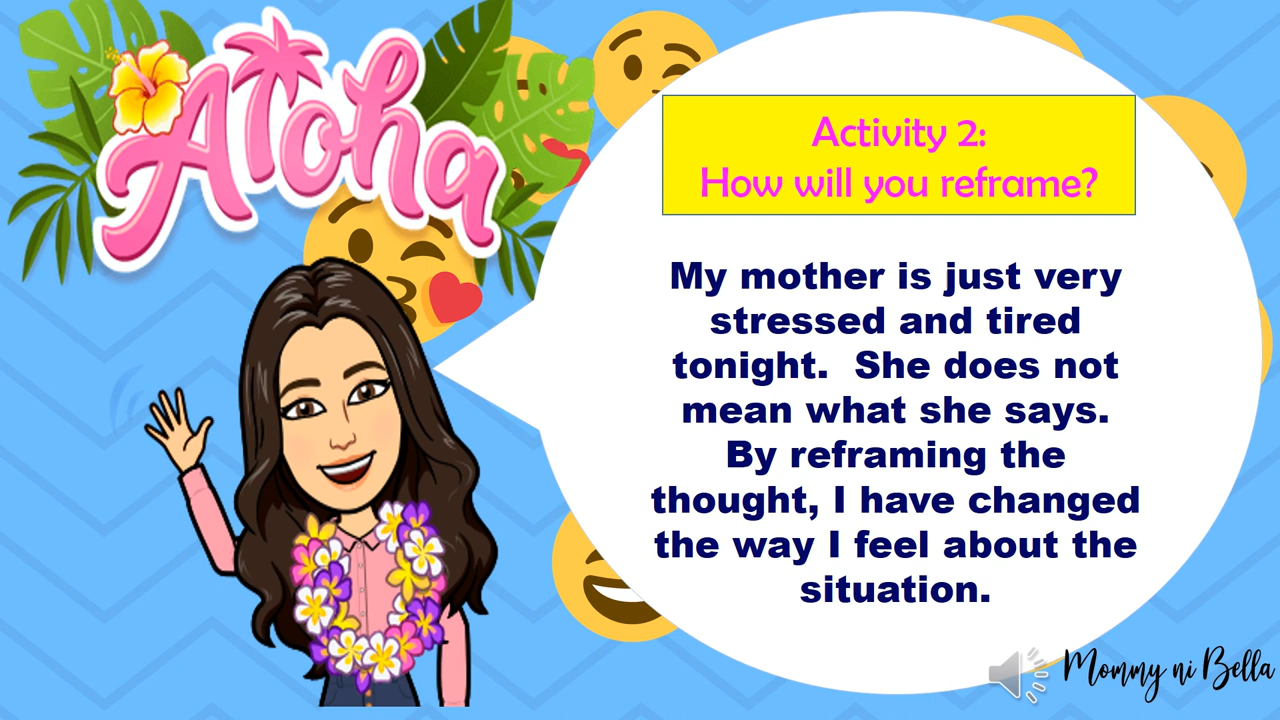 Aloha
Activity 2:
How will you reframe?
My mother is just very
stressed and tired
tonight.  She does not
mean what she says.
By reframing the
thought, I have changed
the way I feel about the
situation.
Mommy ni Bella